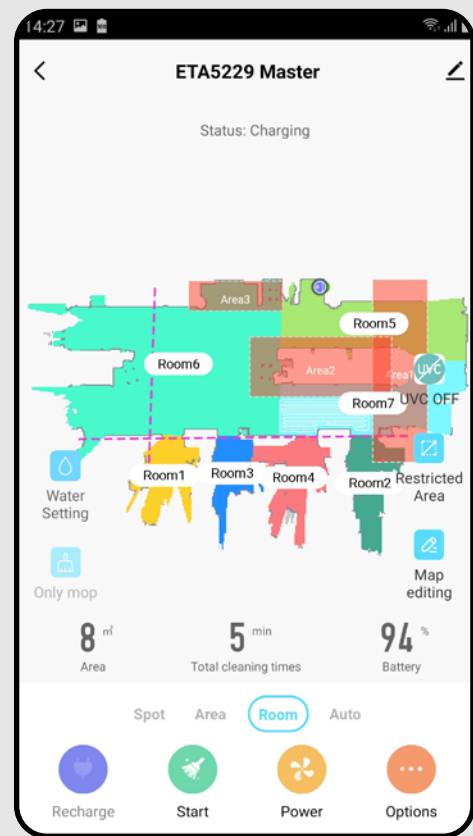 14:27
ETA5229 Master
Status: Charging
Area3
Room5
Room6
Area2
Area1
UVC
UVC OFF
Room7
Room1
Room3
Room4
Room2
Water
Setting
Restricted
Area
Only mop
Map
editing
8 ㎡
5 min
94 %
Area
Total cleaning times
Battery
Spot
Area
Room
Auto
Recharge
Start
Power
Options